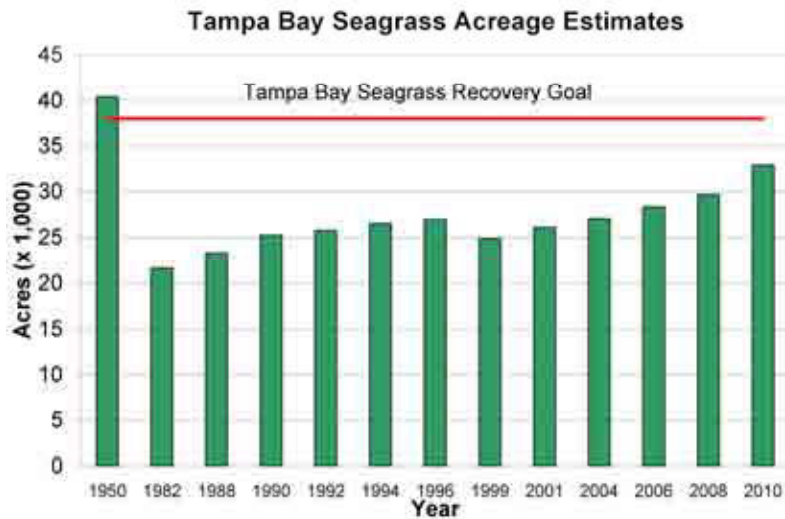 Tampa Bay Seagrass Acreage Estimates
45
Tampa Bay Seagrass Recovery Goal
40
35
30
25
20
15
10
5
0
Acres (x 1,000)
1950 1982 1988 1990 1992 1994 1996 1999 2001 2004 2006 2008 2010
Year